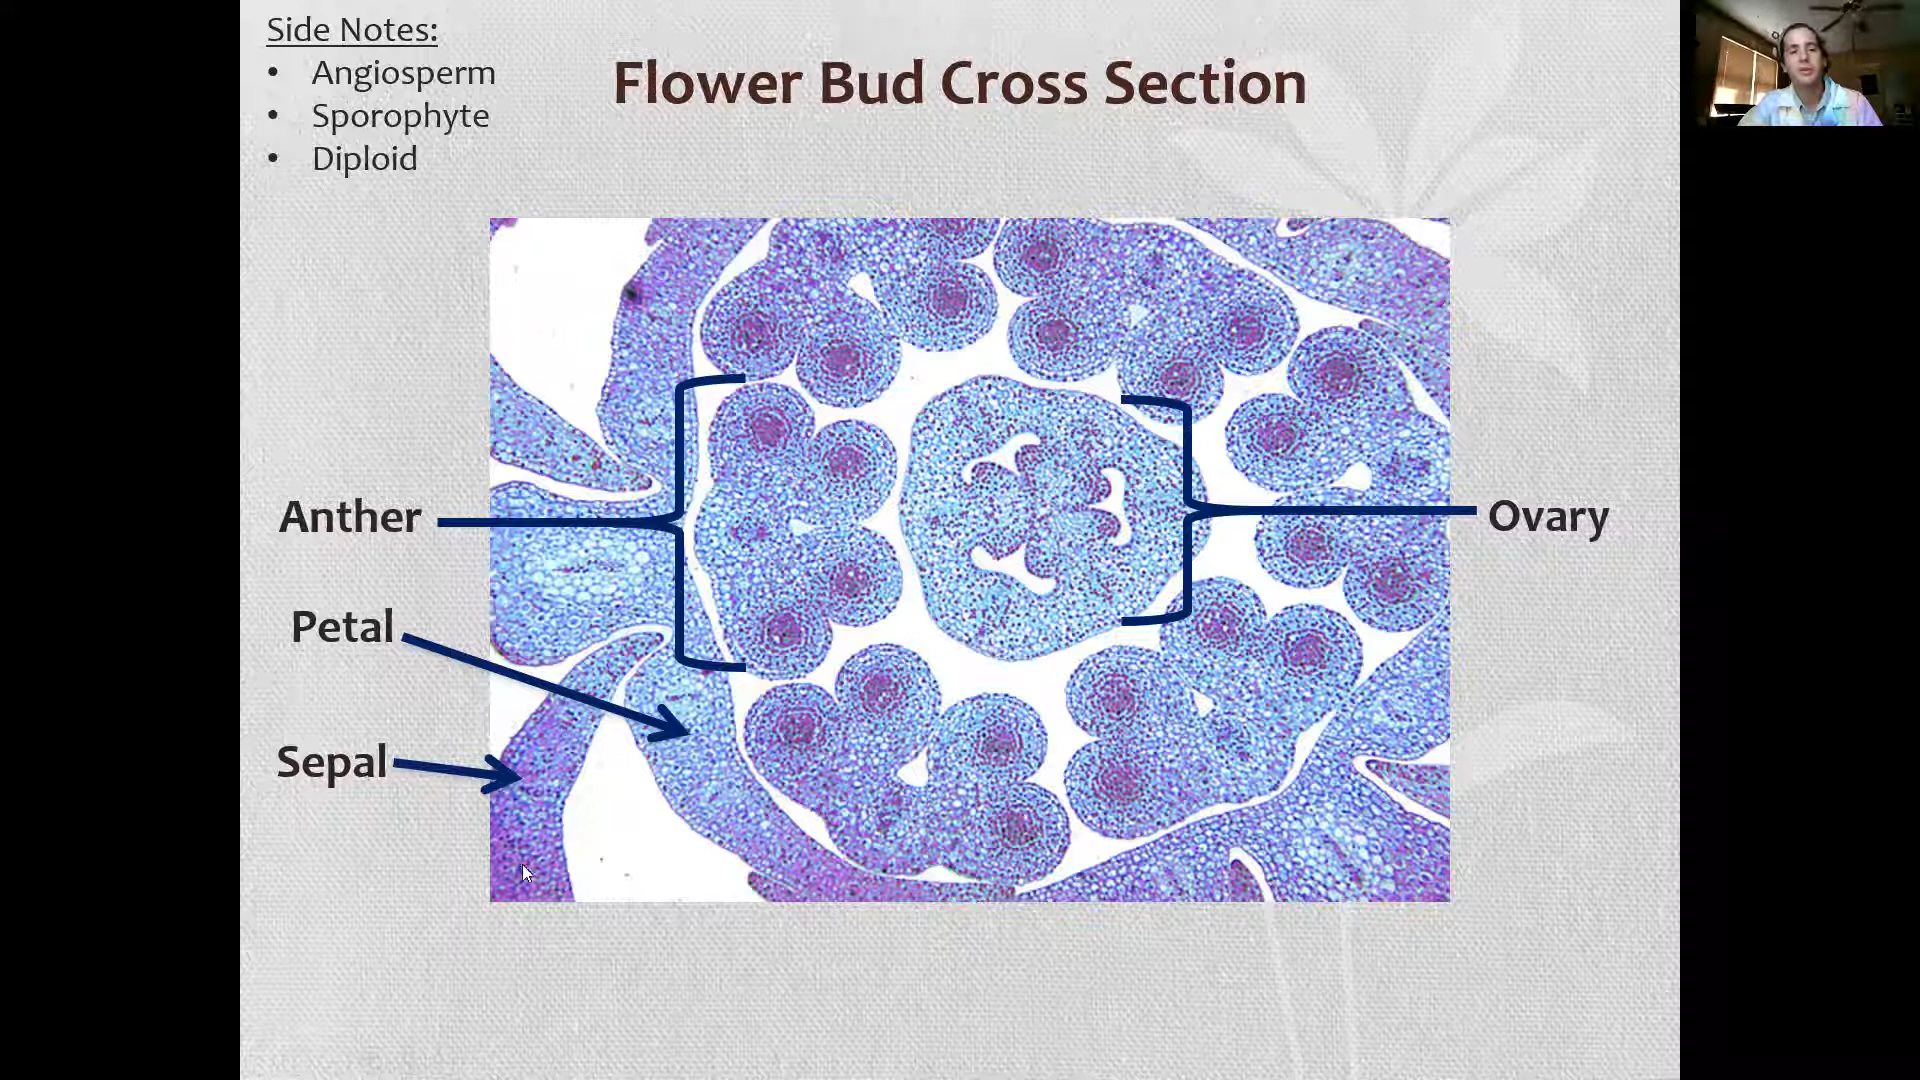 Side Notes:
• Angiosperm
• Sporophyte
• Diploid
Flower Bud Cross Section
Anther
Ovary
Petal
Sepal